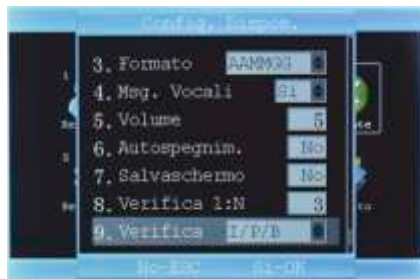 Config. Dispos.
3. Formato AAMMGG
4. Msg. Vocali Si
5. Volume 5
6. Autospegnim. No
7. Salvaschermo No
8. Verifica 1:N 3
9. Verifica I/P/B
No-ESC Si-OK